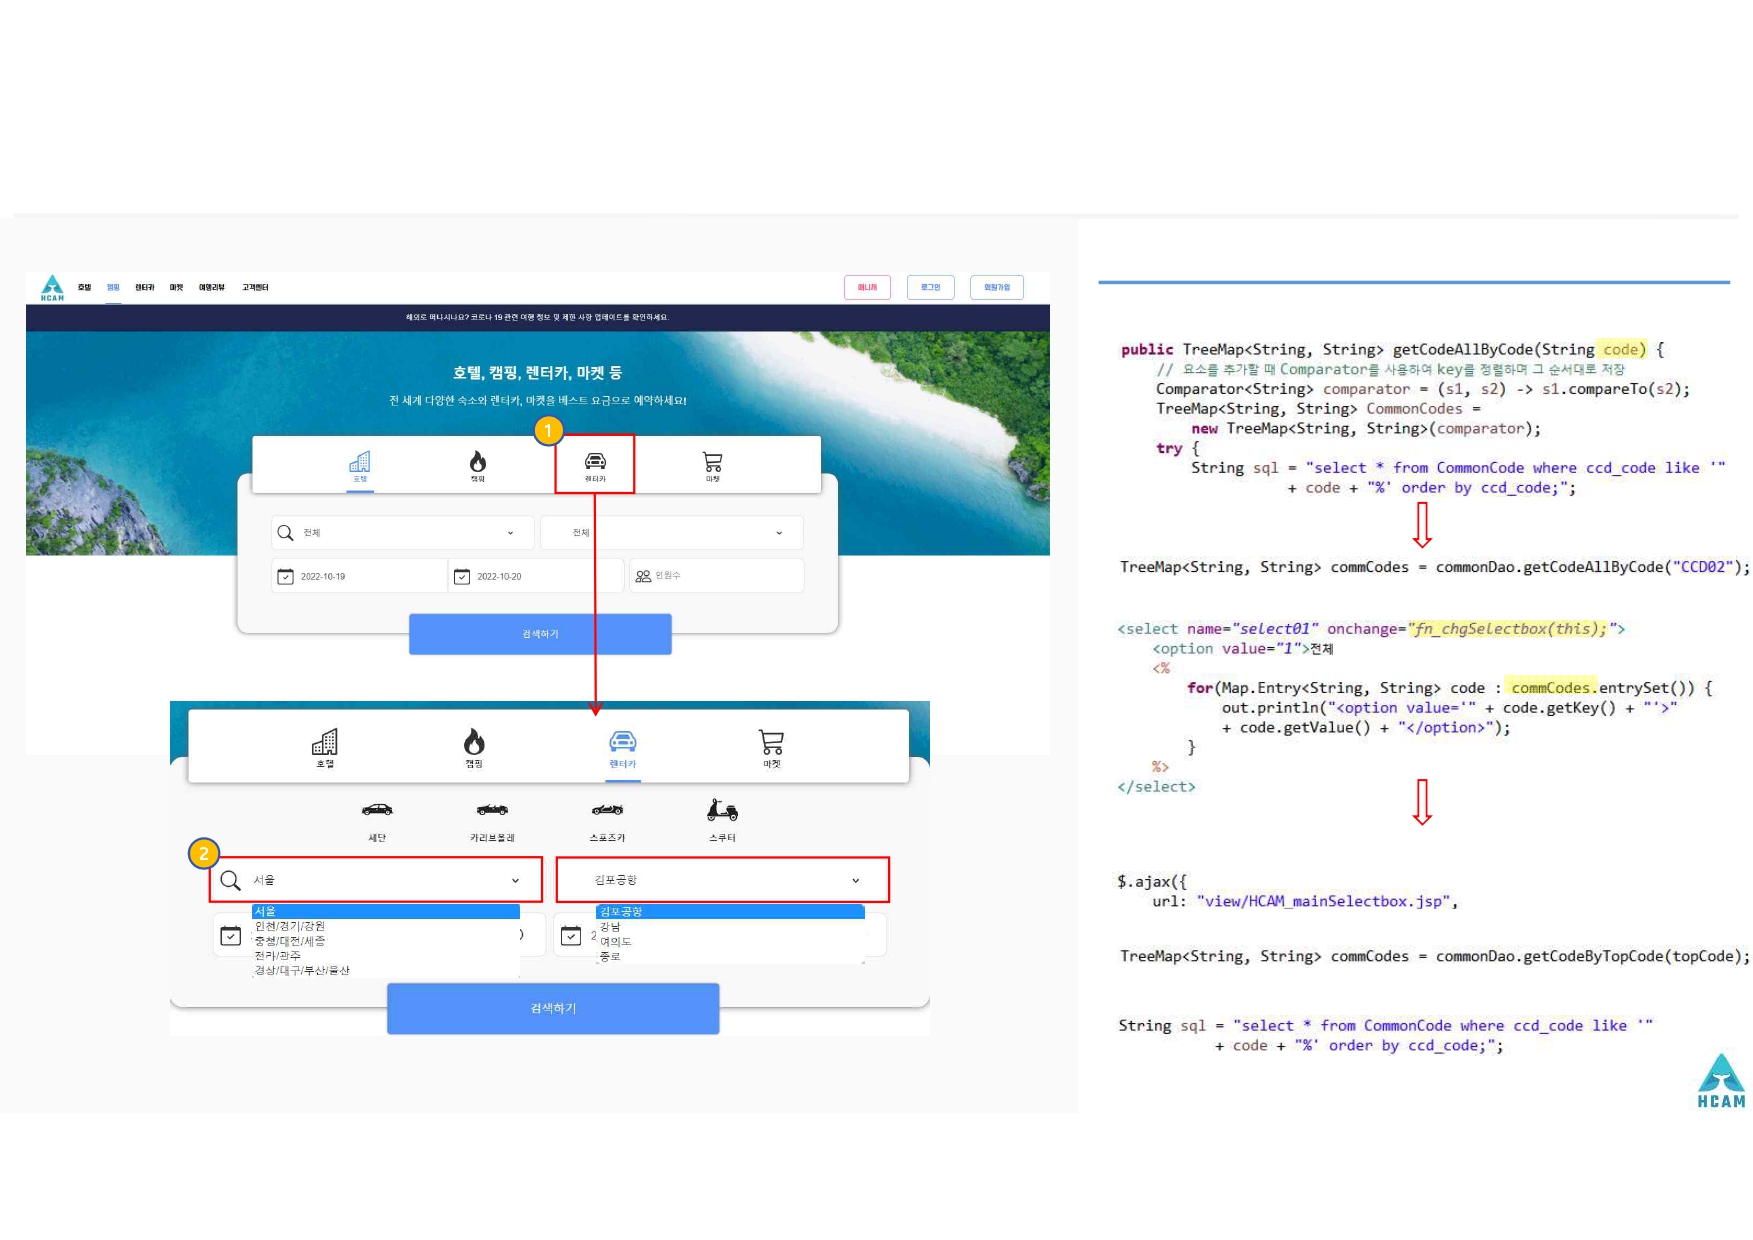 HCAM
호텔 캠핑 렌터카 마켓 여행리뷰 고객센터
매니저 로그인 회원가입
해외로 떠나시나요? 코로나 19 관련 여행 정보 및 제한 사항 업데이트를 확인하세요.
호텔, 캠핑, 렌터카, 마켓 등
전 세계 다양한 숙소와 렌터카, 마켓을 베스트 요금으로 예약하세요!
1
호텔 캠핑 렌터카 마켓
전체 전체
2022-10-19 2022-10-20 인원수
검색하기
호텔 캠핑 렌터카 마켓
세단 카리브올레 스포츠카 스쿠터
2
서울 김포공항
서울 김포공항
인천/경기/강원 강남
충청/대전/세종 여의도
전라/광주 종로
경상/대구/부산/울산
검색하기
public TreeMap<String, String> getCodeAllByCode(String code) {
// 요소를 추가할 때 Comparator를 사용하여 key를 정렬하며 그 순서대로 저장
Comparator<String> comparator = (s1, s2) -> s1.compareTo(s2);
TreeMap<String, String> CommonCodes =
new TreeMap<String, String>(comparator);
try {
String sql = "select * from CommonCode where ccd_code like '"
+ code + "%' order by ccd_code;";
TreeMap<String, String> commCodes = commonDao.getCodeAllByCode("CCD02");
<select name="select01" onchange="fn_chgSelectbox(this);">
<option value="1">전체
<%
for(Map.Entry<String, String> code : commCodes.entrySet()) {
out.println("<option value='" + code.getKey() + "'>"
+ code.getValue() + "</option>");
}
%>
</select>
$.ajax({
url: "view/HCAM_mainSelectbox.jsp",
TreeMap<String, String> commCodes = commonDao.getCodeByTopCode(topCode);
String sql = "select * from CommonCode where ccd_code like '"
+ code + "%' order by ccd_code;";
HCAM